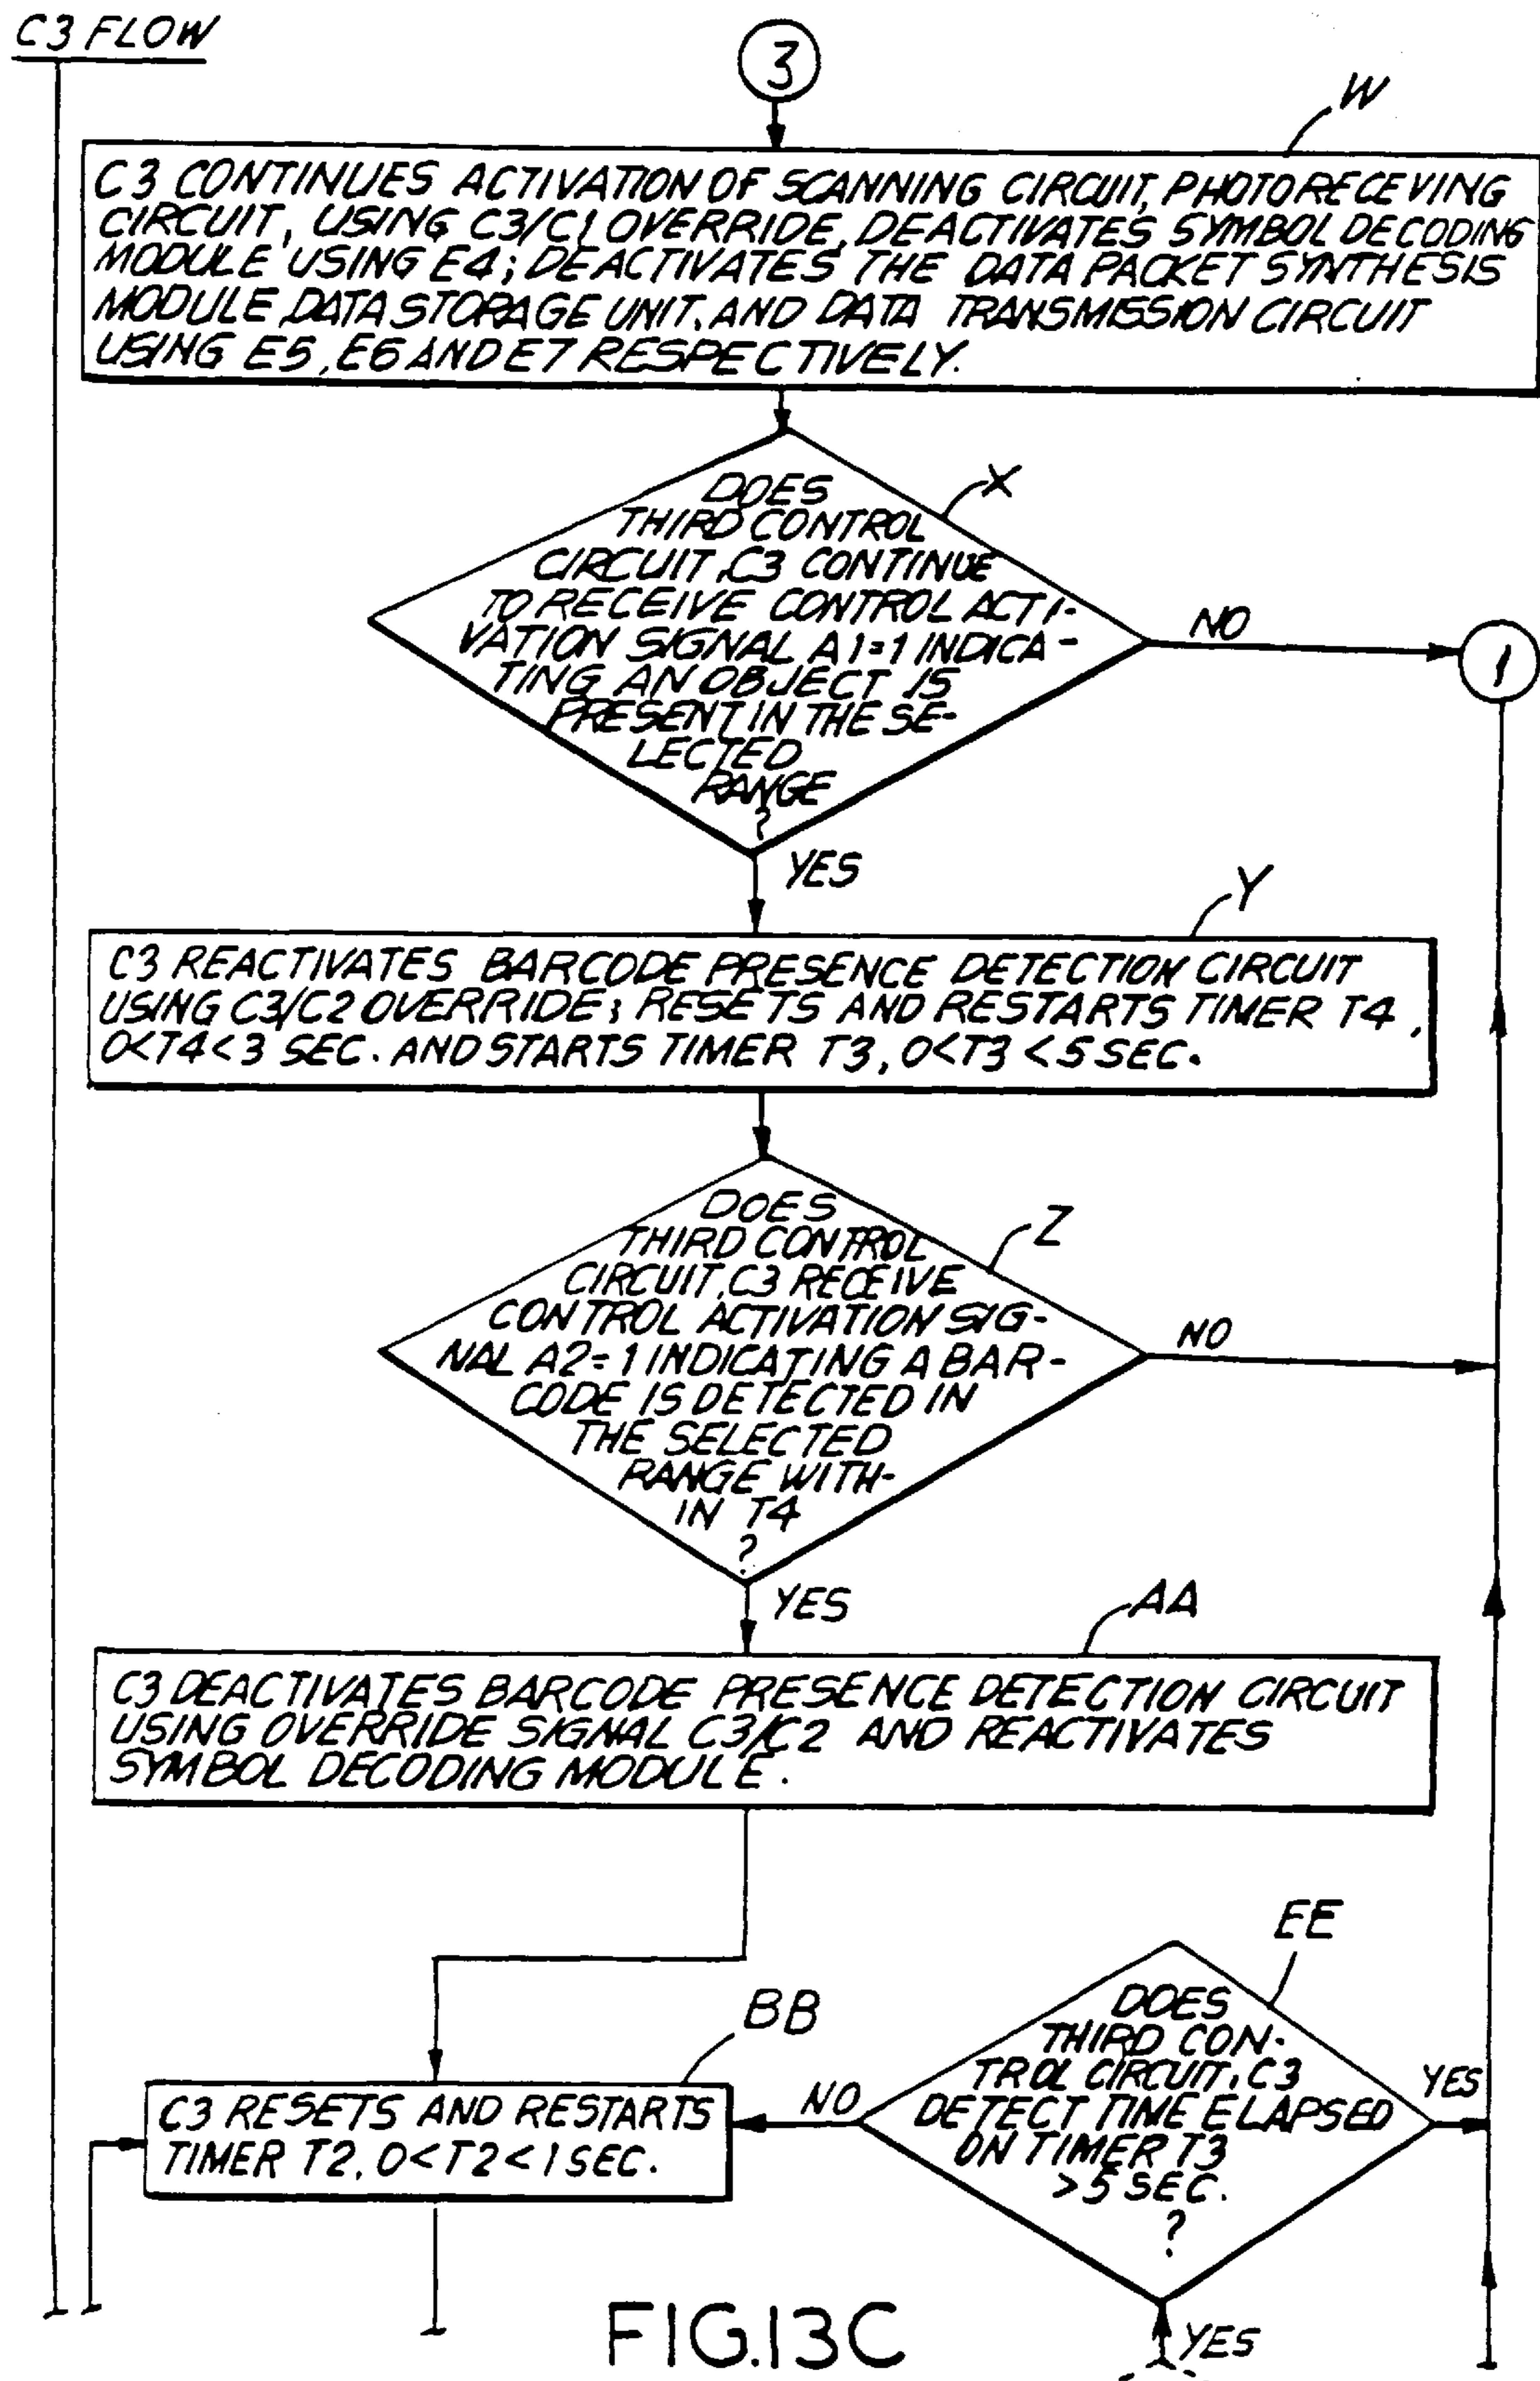 C3 FLOW
3
W
C3 CONTINUES ACTIVATION OF SCANNING CIRCUIT, PHOTORECEVING
CIRCUIT, USING C3/C1 OVERRIDE, DEACTIVATES SYMBOL DECODING
MODULE USING E4; DEACTIVATES THE DATA PACKET SYNTHESIS
MODULE, DATA STORAGE UNIT, AND DATA TRANSMISSION CIRCUIT
USING E5, E6 AND E7 RESPECTIVELY.
X
DOES
THIRD CONTROL
CIRCUIT, C3 CONTINUE
TO RECEIVE CONTROL ACTI-
VATION SIGNAL A1=1 INDICA-
TING AN OBJECT IS
PRESENT IN THE SE-
LECTED
RANGE
?
NO
1
YES
Y
C3 REACTIVATES BARCODE PRESENCE DETECTION CIRCUIT
USING C3/C2 OVERRIDE; RESETS AND RESTARTS TIMER T4,
0<T4<3 SEC. AND STARTS TIMER T3, 0<T3<5 SEC.
Z
DOES
THIRD CONTROL
CIRCUIT, C3 RECEIVE
CONTROL ACTIVATION SIG-
NAL A2=1 INDICATING A BAR-
CODE IS DETECTED IN
THE SELECTED
RANGE WITH-
IN T4
?
NO
YES
AA
C3 DEACTIVATES BARCODE PRESENCE DETECTION CIRCUIT
USING OVERRIDE SIGNAL C3/C2 AND REACTIVATES
SYMBOL DECODING MODULE.
EE
DOES
THIRD CON-
TROL CIRCUIT, C3
DETECT TIME ELAPSED
ON TIMER T3
>5 SEC.
?
YES
NO
BB
C3 RESETS AND RESTARTS
TIMER T2, 0<T2<1 SEC.
YES
FIG.13C